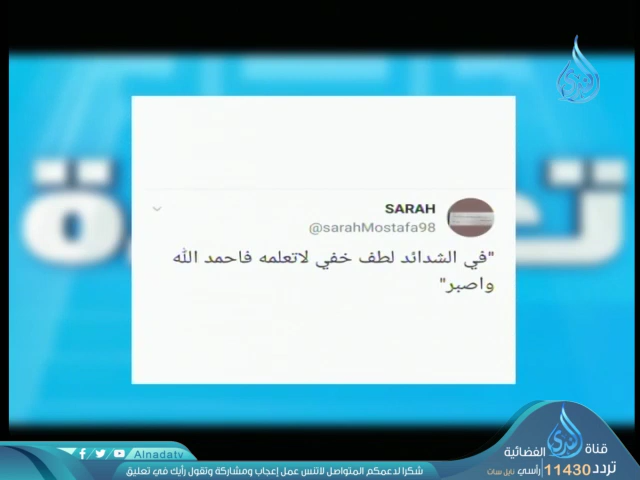 الندى
SARAH
@sarahMostafa98
"في الشدائد لطف خفي لاتعلمه فاحمد الله
واصبر"
قناة الندى الفضائية
تردد 11430 رأسي نايل سات
Alnadatv
شكرا لدعمكم المتواصل لاتنس عمل إعجاب ومشاركة وتقول رأيك في تعليق